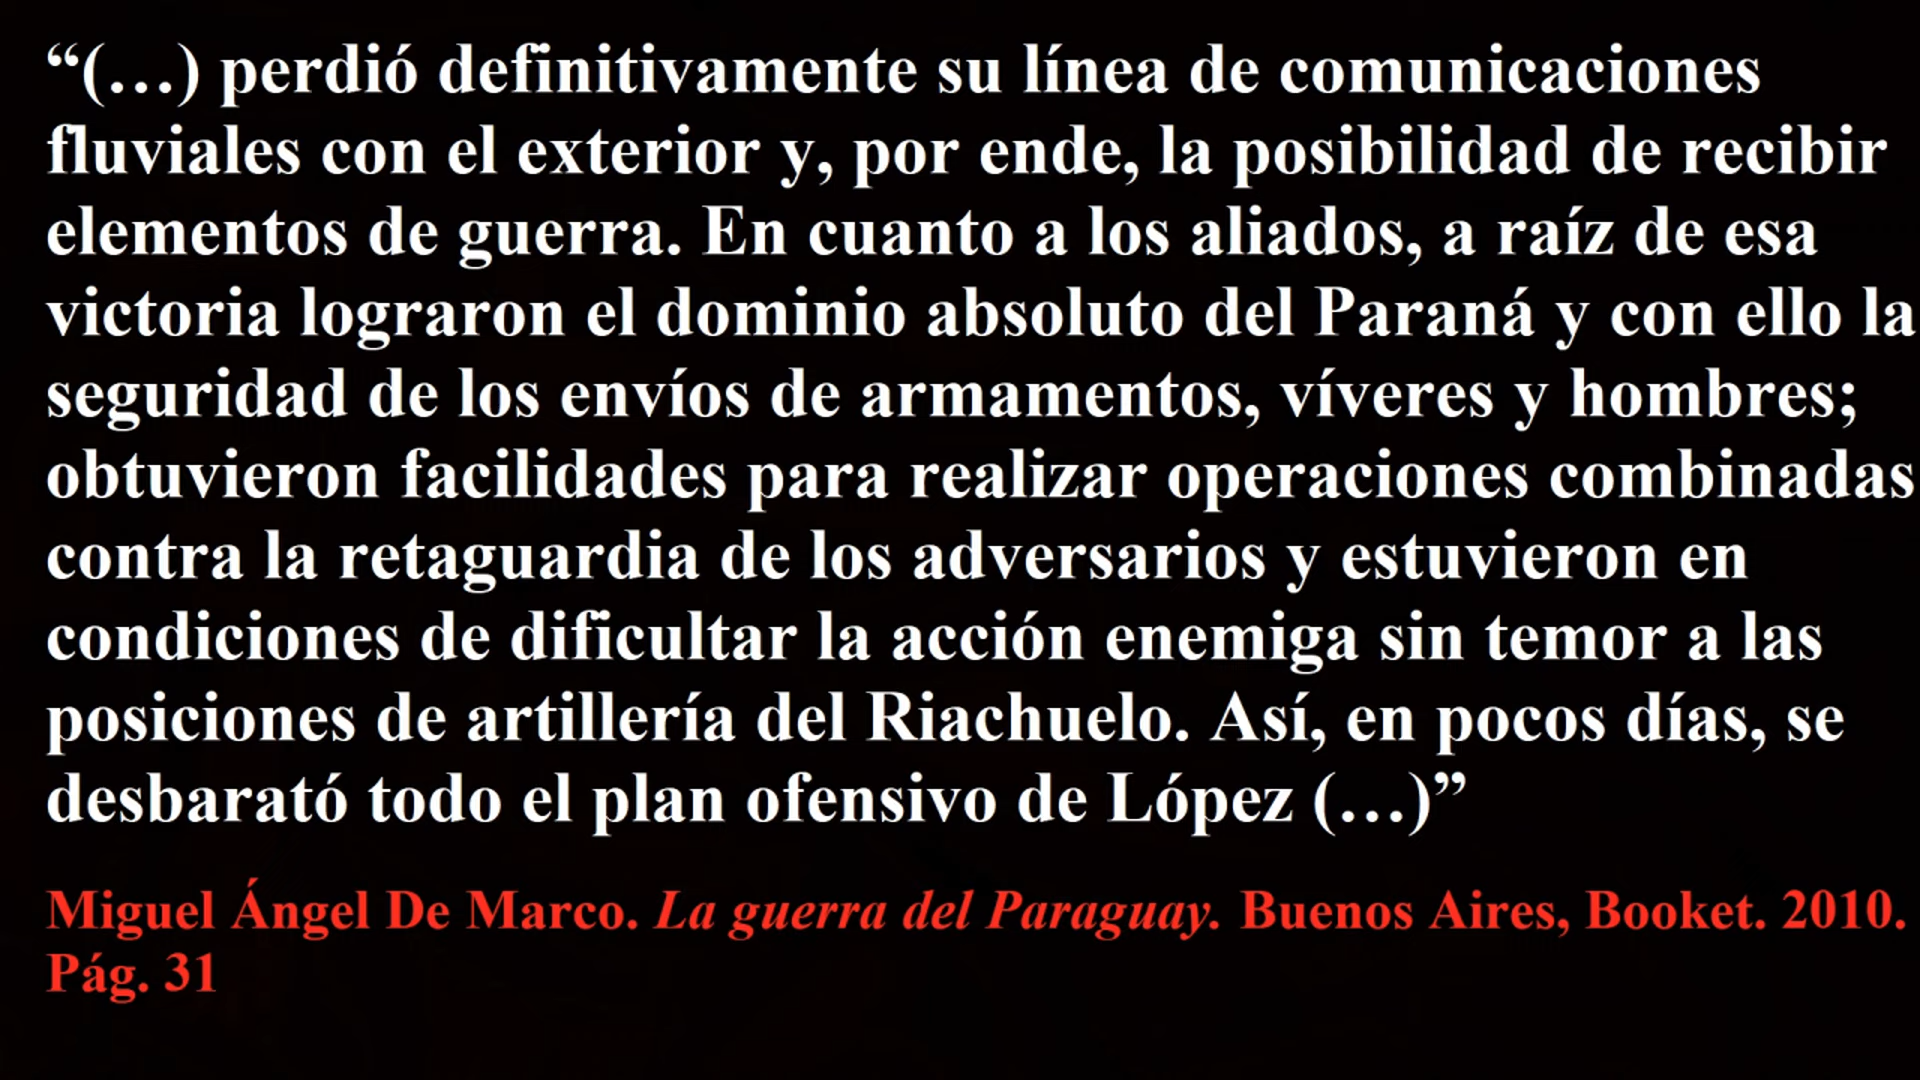 “(…) perdió definitivamente su línea de comunicaciones
fluviales con el exterior y, por ende, la posibilidad de recibir
elementos de guerra. En cuanto a los aliados, a raíz de esa
victoria lograron el dominio absoluto del Paraná y con ello la
seguridad de los envíos de armamentos, víveres y hombres;
obtuvieron facilidades para realizar operaciones combinadas
contra la retaguardia de los adversarios y estuvieron en
condiciones de dificultar la acción enemiga sin temor a las
posiciones de artillería del Riachuelo. Así, en pocos días, se
desbarató todo el plan ofensivo de López (…)”
Miguel Ángel De Marco. La guerra del Paraguay. Buenos Aires, Booket. 2010.
Pág. 31